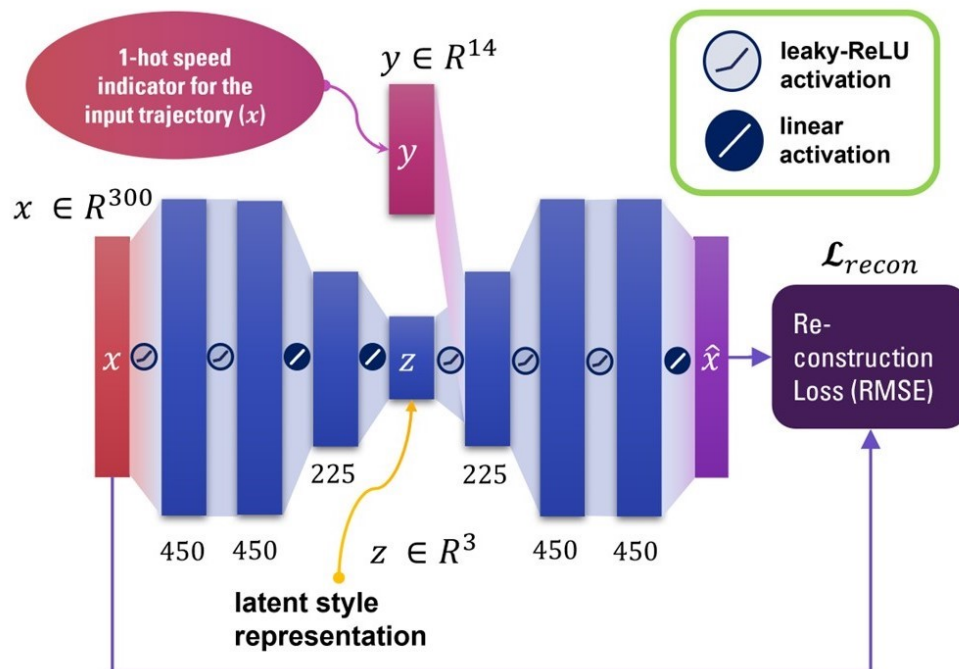 1-hot speed
indicator for the
input trajectory (x)
y ∈ R¹⁴
leaky-ReLU
activation
linear
activation
y
x ∈ R³⁰⁰
x
z
x̂
ℒrecon
Re-
construction
Loss (RMSE)
225
225
450
450
450
450
z ∈ R³
latent style
representation